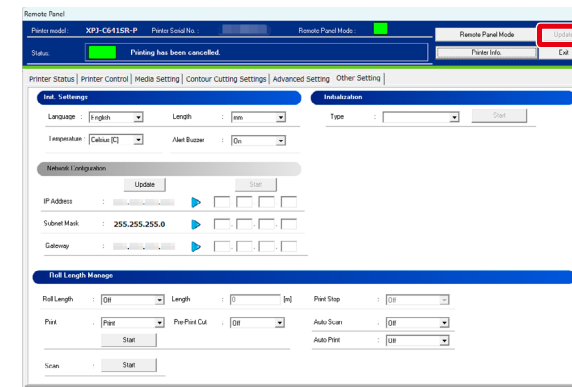 Remote Panel
Printer model : XPJ-C641SR-P Printer Serial No. : Remote Panel Mode : Remote Panel Mode Update
Status: Printing has been cancelled. Printer Info. Exit
Printer Status Printer Control Media Setting Contour Cutting Settings Advanced Setting Other Setting
Init. Settings Initialization
Language : English Length : mm Type : Start
Temperature : Celsius [C] Alert Buzzer : On
Network Configuration
Update Start
IP Address :
Subnet Mark : 255.255.255.0
Gateway :
Roll Length Manage
Roll Length : Off Length : 0 [m] Print Stop : Off
Print : Print Pre-Print Cut : Off Auto Scan : Off
Start Auto Print : Off
Scan : Start